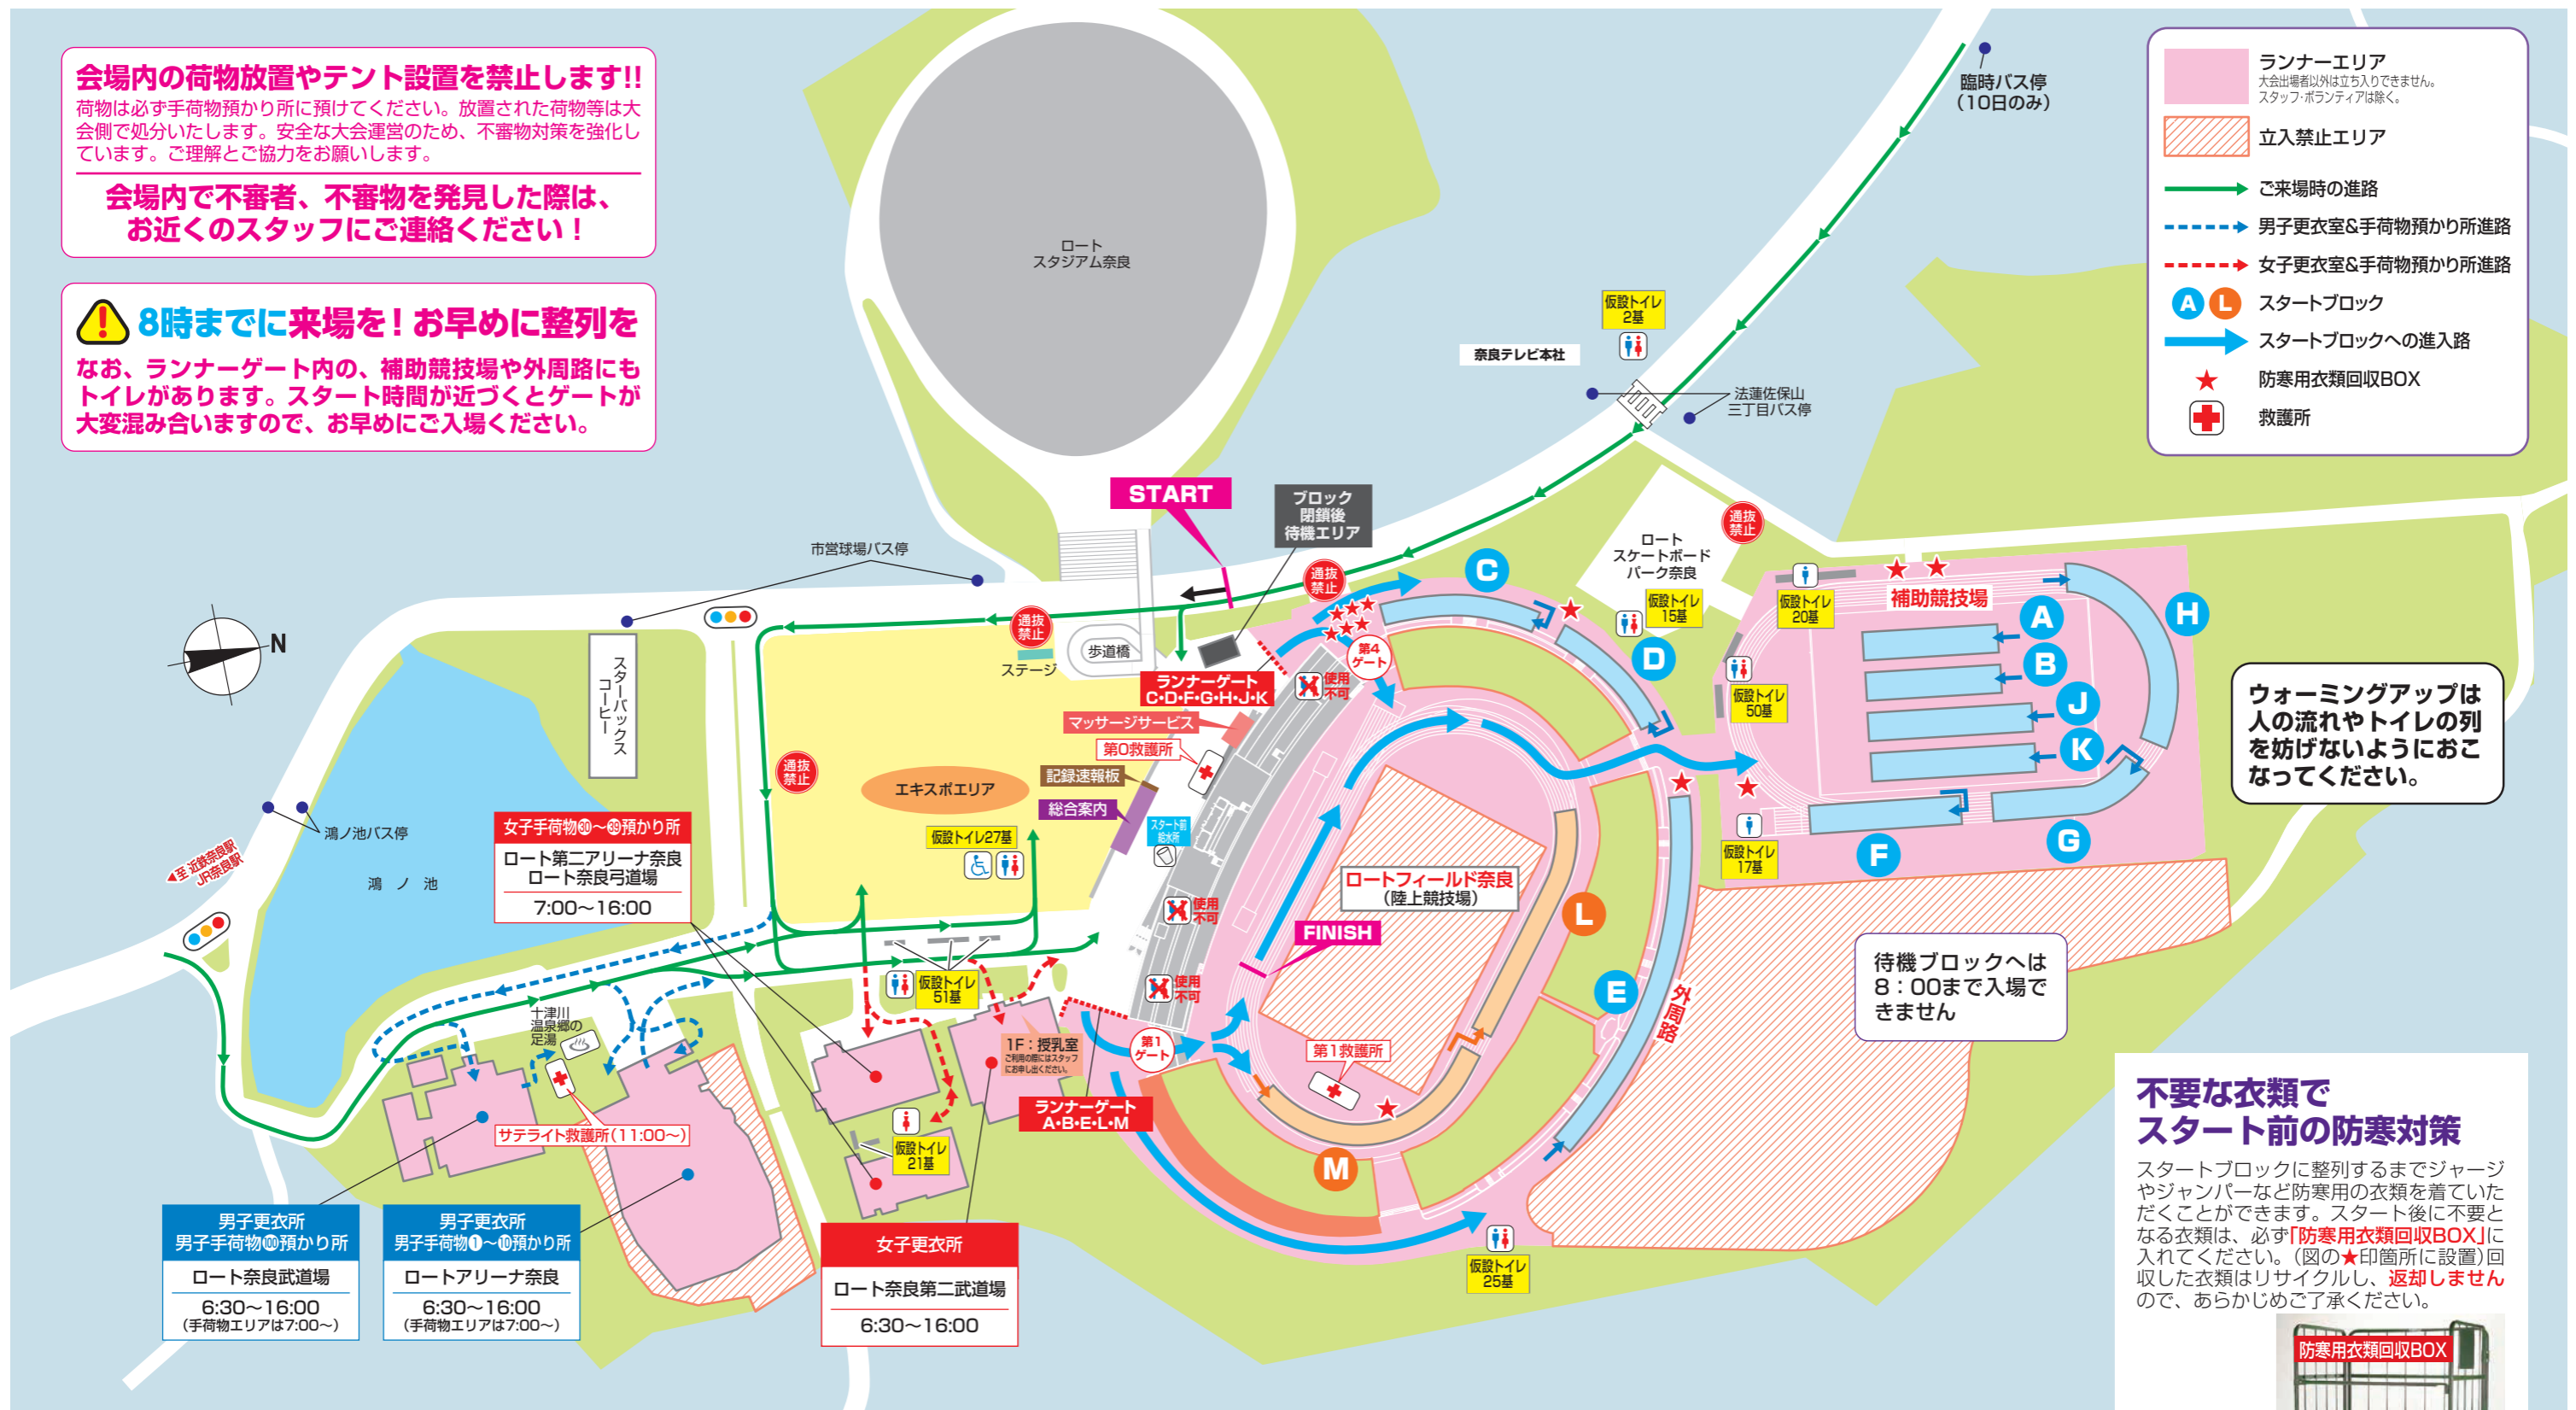 会場内の荷物放置やテント設置を禁止します!!
荷物は必ず手荷物預かり所に預けてください。放置された荷物等は大
会側で処分いたします。安全な大会運営のため、不審物対策を強化し
ています。ご理解とご協力をお願いします。
会場内で不審者、不審物を発見した際は、
お近くのスタッフにご連絡ください！
8時までに来場を！お早めに整列を
なお、ランナーゲート内の、補助競技場や外周路にも
トイレがあります。スタート時間が近づくとゲートが
大変混み合いますので、お早めにご入場ください。
ロート
スタジアム奈良
臨時バス停
（10日のみ）
ランナーエリア
大会出場者以外は立ち入りできません。
スタッフ・ボランティアは除く。
立入禁止エリア
ご来場時の進路
男子更衣室&手荷物預かり所進路
女子更衣室&手荷物預かり所進路
A L スタートブロック
スタートブロックへの進入路
★ 防寒用衣類回収BOX
救護所
仮設トイレ
2基
奈良テレビ本社
法蓮佐保山
三丁目バス停
START
ブロック
閉鎖後
待機エリア
市営球場バス停
通抜
禁止
C
ロート
スケートボード
パーク奈良
通抜
禁止
仮設トイレ
15基
D
仮設トイレ
20基
補助競技場
A
B
J
K
H
仮設トイレ
50基
F
G
仮設トイレ
17基
N
スターバックス
コーヒー
通抜
禁止
ステージ
歩道橋
第4
ゲート
ランナーゲート
C・D・F・G・H・J・K
使用
不可
マッサージサービス
第0救護所
記録速報板
総合案内
スタート前
給水所
通抜
禁止
エキスポエリア
仮設トイレ27基
鴻ノ池バス停
▲至 近鉄奈良駅
JR奈良駅
鴻ノ池
女子手荷物㉚〜㊴預かり所
ロート第二アリーナ奈良
ロート奈良弓道場
7:00〜16:00
ロートフィールド奈良
（陸上競技場）
FINISH
使用
不可
使用
不可
L
E
外周路
ウォーミングアップは
人の流れやトイレの列
を妨げないようにおこ
なってください。
待機ブロックへは
8：00まで入場で
きません
仮設トイレ
51基
十津川
温泉郷の
足湯
1F：授乳室
ご利用の際にはスタッフ
にお申し出ください。
第1
ゲート
第1救護所
ランナーゲート
A・B・E・L・M
サテライト救護所（11:00〜）
仮設トイレ
21基
M
仮設トイレ
25基
男子更衣所
男子手荷物100預かり所
ロート奈良武道場
6:30〜16:00
（手荷物エリアは7:00〜）
男子更衣所
男子手荷物❶〜❿預かり所
ロートアリーナ奈良
6:30〜16:00
（手荷物エリアは7:00〜）
女子更衣所
ロート奈良第二武道場
6:30〜16:00
不要な衣類で
スタート前の防寒対策
スタートブロックに整列するまでジャージ
やジャンパーなど防寒用の衣類を着ていた
だくことができます。スタート後に不要と
なる衣類は、必ず「防寒用衣類回収BOX」に
入れてください。（図の★印箇所に設置）回
収した衣類はリサイクルし、返却しません
ので、あらかじめご了承ください。
防寒用衣類回収BOX